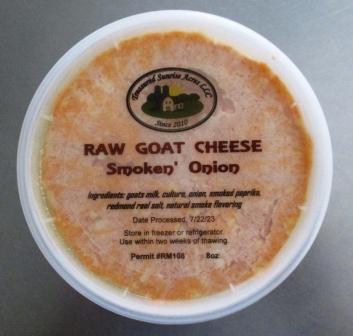 Treasured Sunrise Acres LLC
Since 2010
RAW GOAT CHEESE
Smoken' Onion
Ingredients: goats milk, culture, onion, smoked paprika,
redmond real salt, natural smoke flavoring
Date Processed, 7/22/23
Store in freezer or refrigerator.
Use within two weeks of thawing.
Permit #RM108 8oz